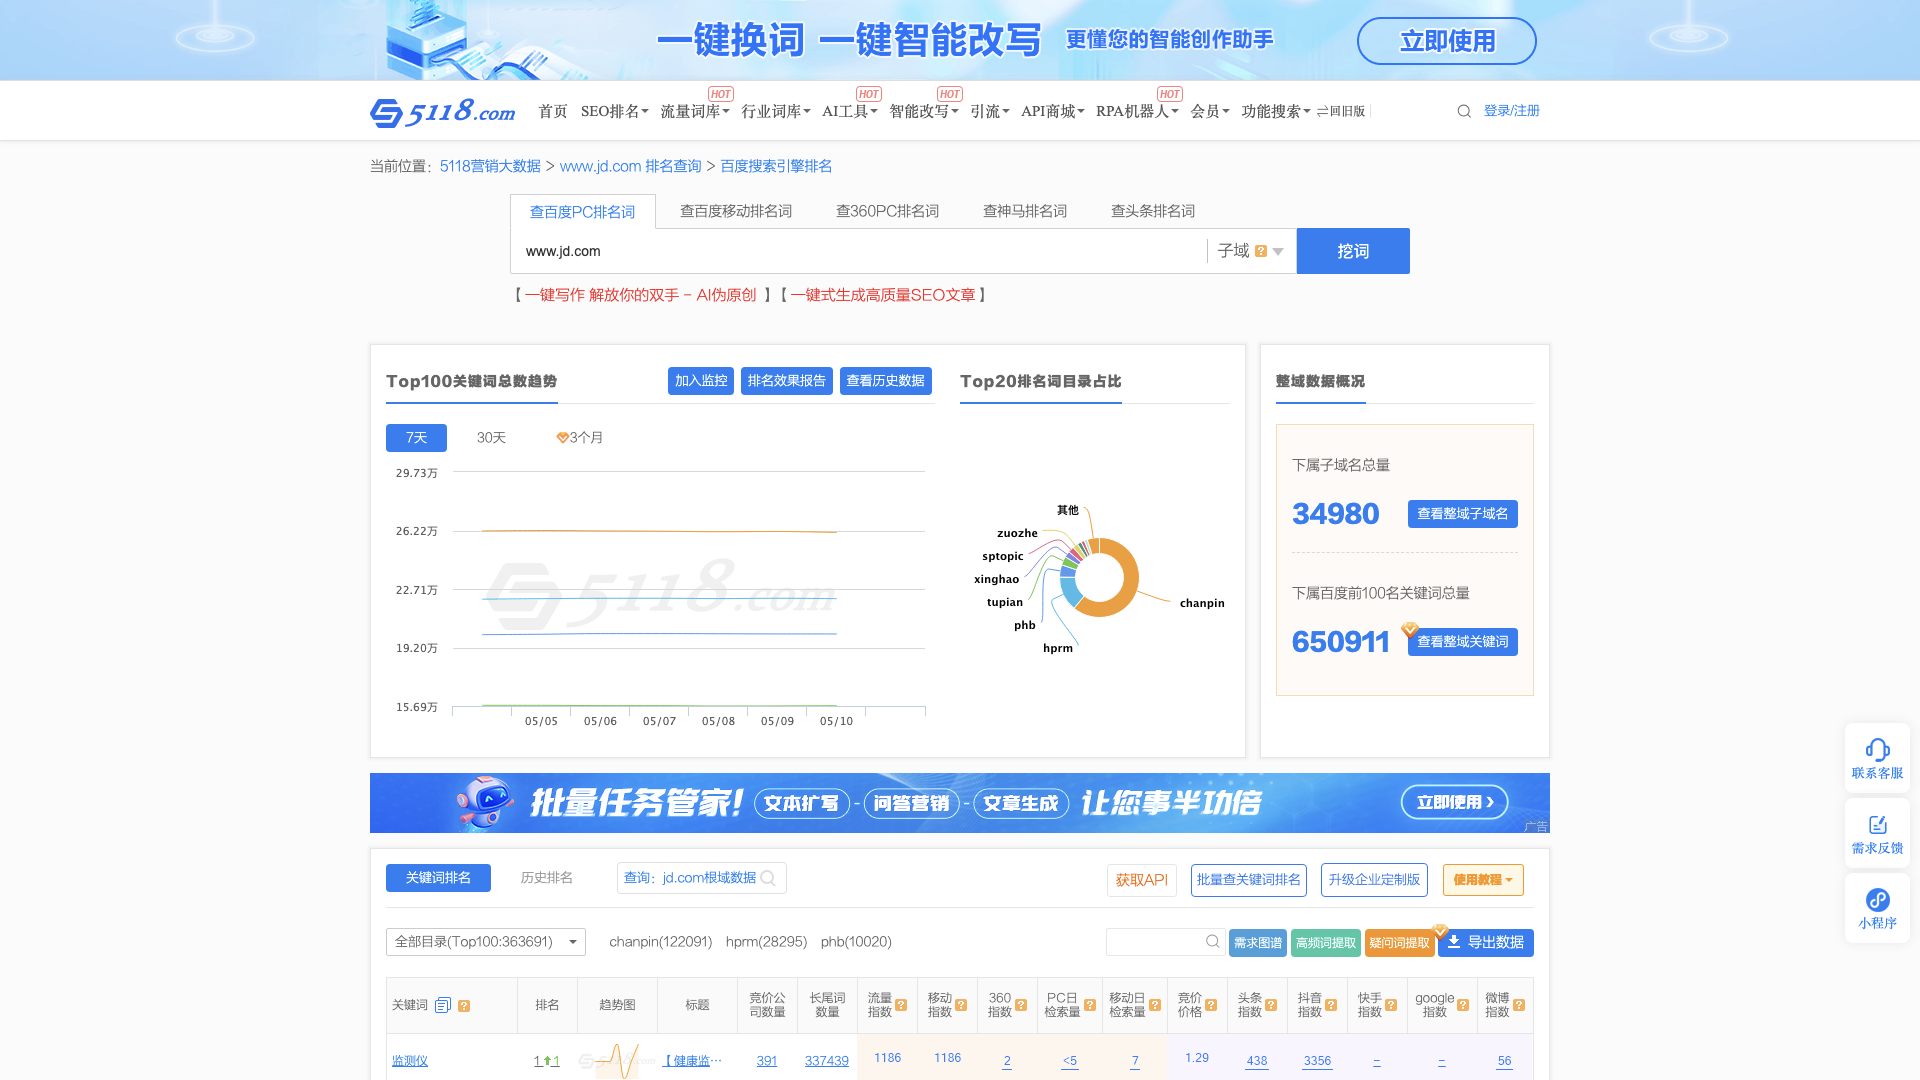 一键换词 一键智能改写 更懂您的智能创作助手 立即使用
5118.com 首页 SEO排名 流量词库 HOT 行业词库 AI工具 HOT 智能改写 HOT 引流 API商城 RPA机器人 HOT 会员 功能搜索 回旧版 登录/注册
当前位置：5118营销大数据 > www.jd.com 排名查询 > 百度搜索引擎排名
查百度PC排名词 查百度移动排名词 查360PC排名词 查神马排名词 查头条排名词
www.jd.com 子域 ? 挖词
【一键写作 解放你的双手 – AI伪原创 】【一键式生成高质量SEO文章】
Top100关键词总数趋势 加入监控 排名效果报告 查看历史数据
7天 30天 3个月
29.73万
26.22万
22.71万
19.20万
15.69万
5118.com
05/05 05/06 05/07 05/08 05/09 05/10
Top20排名词目录占比
其他
zuozhe
sptopic
xinghao
tupian
phb
hprm
chanpin
整域数据概况
下属子域名总量
34980 查看整域子域名
下属百度前100名关键词总量
650911 查看整域关键词
批量任务管家! 文本扩写 - 问答营销 - 文章生成 让您事半功倍 立即使用 ›
广告
关键词排名 历史排名 查询：jd.com根域数据 获取API 批量查关键词排名 升级企业定制版 使用教程
全部目录(Top100:363691) chanpin(122091) hprm(28295) phb(10020) 需求图谱 高频词提取 疑问词提取 导出数据
关键词 ? 排名 趋势图 标题 竞价公司数量 长尾词数量 流量指数 ? 移动指数 ? 360指数 ? PC日检索量 ? 移动日检索量 ? 竞价价格 ? 头条指数 ? 抖音指数 ? 快手指数 ? google指数 ? 微博指数 ?
监测仪 1 1 5118.com 【健康监… 391 337439 1186 1186 2 <5 7 1.29 438 3356 – – 56
联系客服
需求反馈
小程序